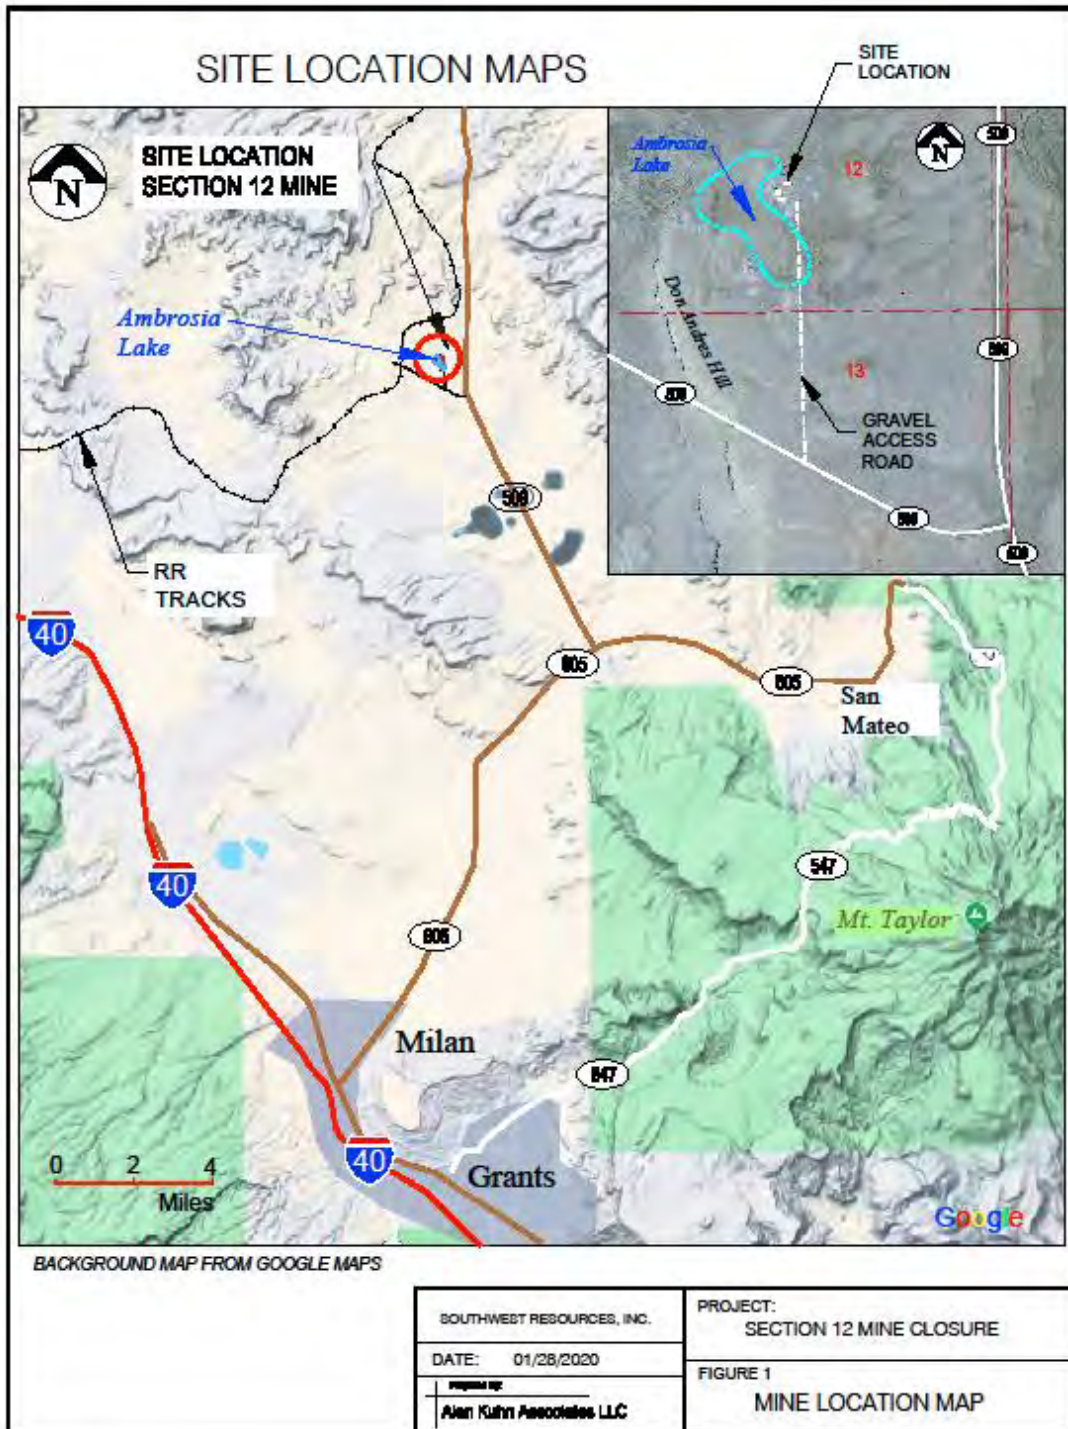 SITE LOCATION MAPS
SITE
LOCATION
N
SITE LOCATION
SECTION 12 MINE
Ambrosia
Lake
12
N
Ambrosia
Lake
Don Andres Hill
13
GRAVEL
ACCESS
ROAD
509
RR
TRACKS
40
605
605
San
Mateo
40
547
Mt. Taylor
605
Milan
547
40
Grants
0 2 4
Miles
Google
BACKGROUND MAP FROM GOOGLE MAPS
SOUTHWEST RESOURCES, INC.
DATE: 01/28/2020
Prepared by:
Alan Kuhn Associates LLC
PROJECT:
SECTION 12 MINE CLOSURE
FIGURE 1
MINE LOCATION MAP